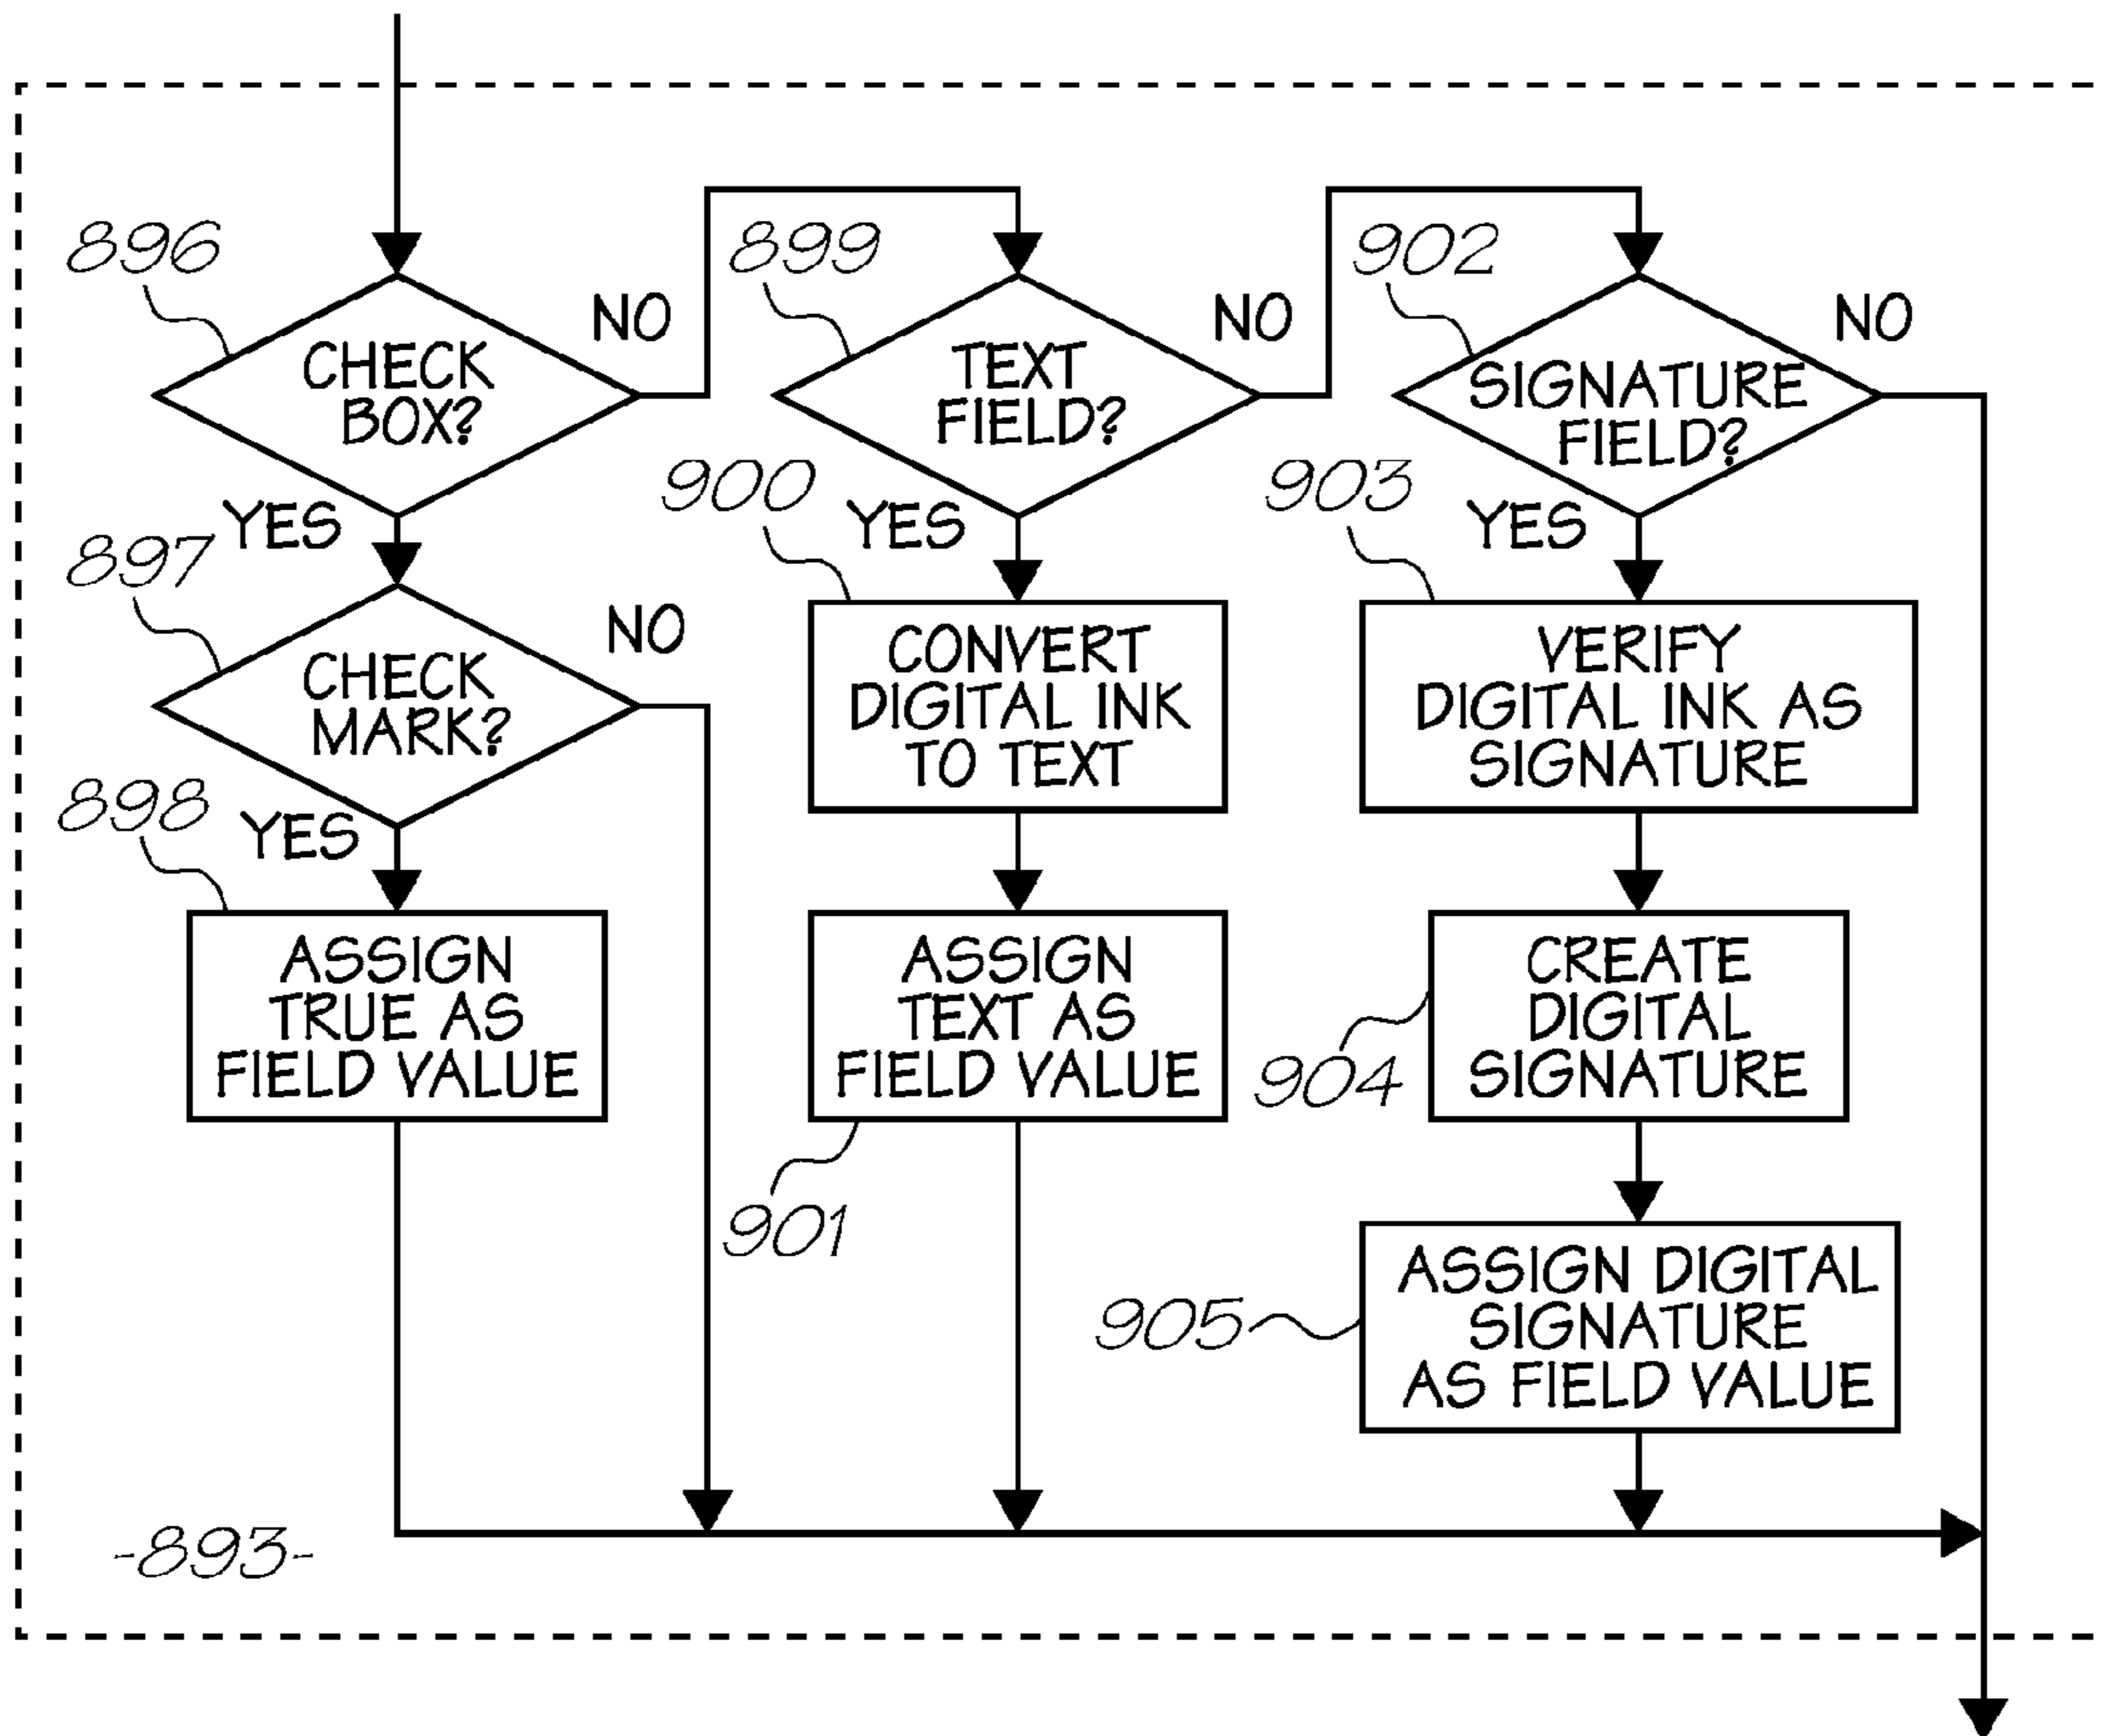 896
CHECK
BOX?
NO
YES
897
CHECK
MARK?
NO
YES
898
ASSIGN
TRUE AS
FIELD VALUE
899
TEXT
FIELD?
NO
YES
900
CONVERT
DIGITAL INK
TO TEXT
ASSIGN
TEXT AS
FIELD VALUE
901
902
SIGNATURE
FIELD?
NO
YES
903
VERIFY
DIGITAL INK AS
SIGNATURE
CREATE
DIGITAL
SIGNATURE
904
ASSIGN DIGITAL
SIGNATURE
AS FIELD VALUE
905
-893-